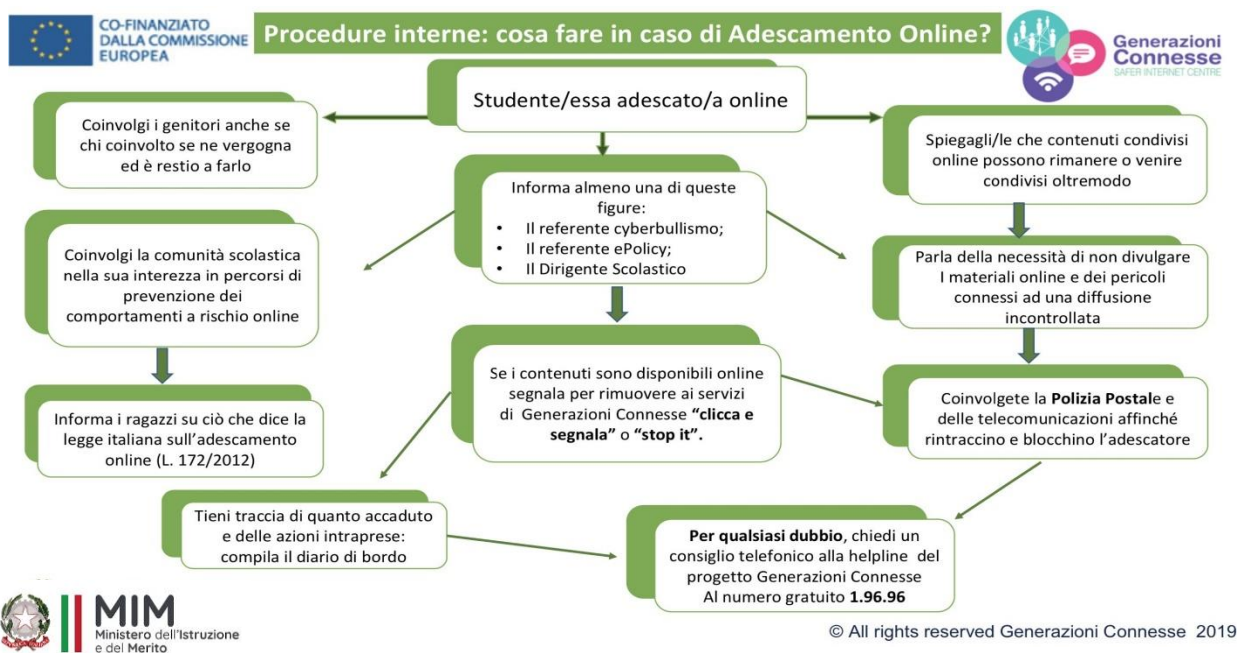 CO-FINANZIATO
DALLA COMMISSIONE
EUROPEA
Procedure interne: cosa fare in caso di Adescamento Online?
Generazioni
Connesse
SAFER INTERNET CENTRE
Studente/essa adescato/a online
Coinvolgi i genitori anche se
chi coinvolto se ne vergogna
ed è restio a farlo
Spiegagli/le che contenuti condivisi
online possono rimanere o venire
condivisi oltremodo
Informa almeno una di queste
figure:
• Il referente cyberbullismo;
• Il referente ePolicy;
• Il Dirigente Scolastico
Coinvolgi la comunità scolastica
nella sua interezza in percorsi di
prevenzione dei
comportamenti a rischio online
Parla della necessità di non divulgare
I materiali online e dei pericoli
connessi ad una diffusione
incontrollata
Se i contenuti sono disponibili online
segnala per rimuovere ai servizi
di Generazioni Connesse “clicca e
segnala” o “stop it”.
Informa i ragazzi su ciò che dice la
legge italiana sull’adescamento
online (L. 172/2012)
Coinvolgete la Polizia Postale e
delle telecomunicazioni affinché
rintraccino e blocchino l’adescatore
Tieni traccia di quanto accaduto
e delle azioni intraprese:
compila il diario di bordo
Per qualsiasi dubbio, chiedi un
consiglio telefonico alla helpline del
progetto Generazioni Connesse
Al numero gratuito 1.96.96
MIM
Ministero dell'Istruzione
e del Merito
© All rights reserved Generazioni Connesse 2019